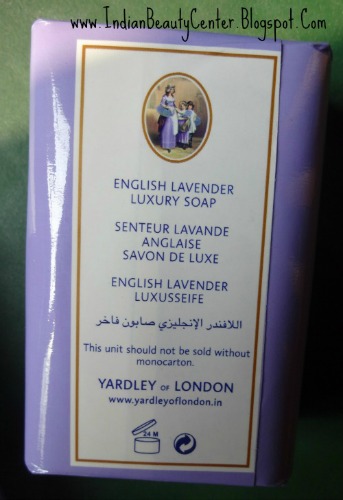 www.IndianBeautyCenter.Blogspot.Com
ENGLISH LAVENDER
LUXURY SOAP
SENTEUR LAVANDE
ANGLAISE
SAVON DE LUXE
ENGLISH LAVENDER
LUXUSSEIFE
اللافندر الإنجليزي صابون فاخر
This unit should not be sold without
monocarton.
YARDLEY OF LONDON
www.yardleyoflondon.in
24 M